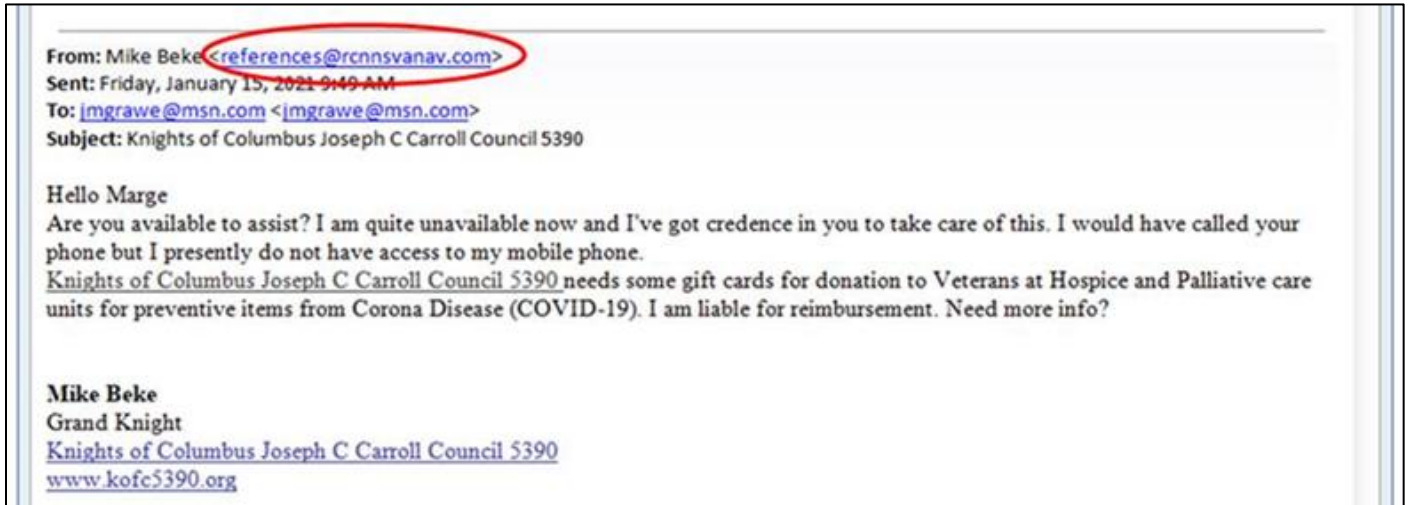 From: Mike Beke <references@rcnnsvanav.com>
Sent: Friday, January 15, 2021 9:49 AM
To: jmgrawe@msn.com <jmgrawe@msn.com>
Subject: Knights of Columbus Joseph C Carroll Council 5390
Hello Marge
Are you available to assist? I am quite unavailable now and I've got credence in you to take care of this. I would have called your
phone but I presently do not have access to my mobile phone.
Knights of Columbus Joseph C Carroll Council 5390 needs some gift cards for donation to Veterans at Hospice and Palliative care
units for preventive items from Corona Disease (COVID-19). I am liable for reimbursement. Need more info?
Mike Beke
Grand Knight
Knights of Columbus Joseph C Carroll Council 5390
www.kofc5390.org